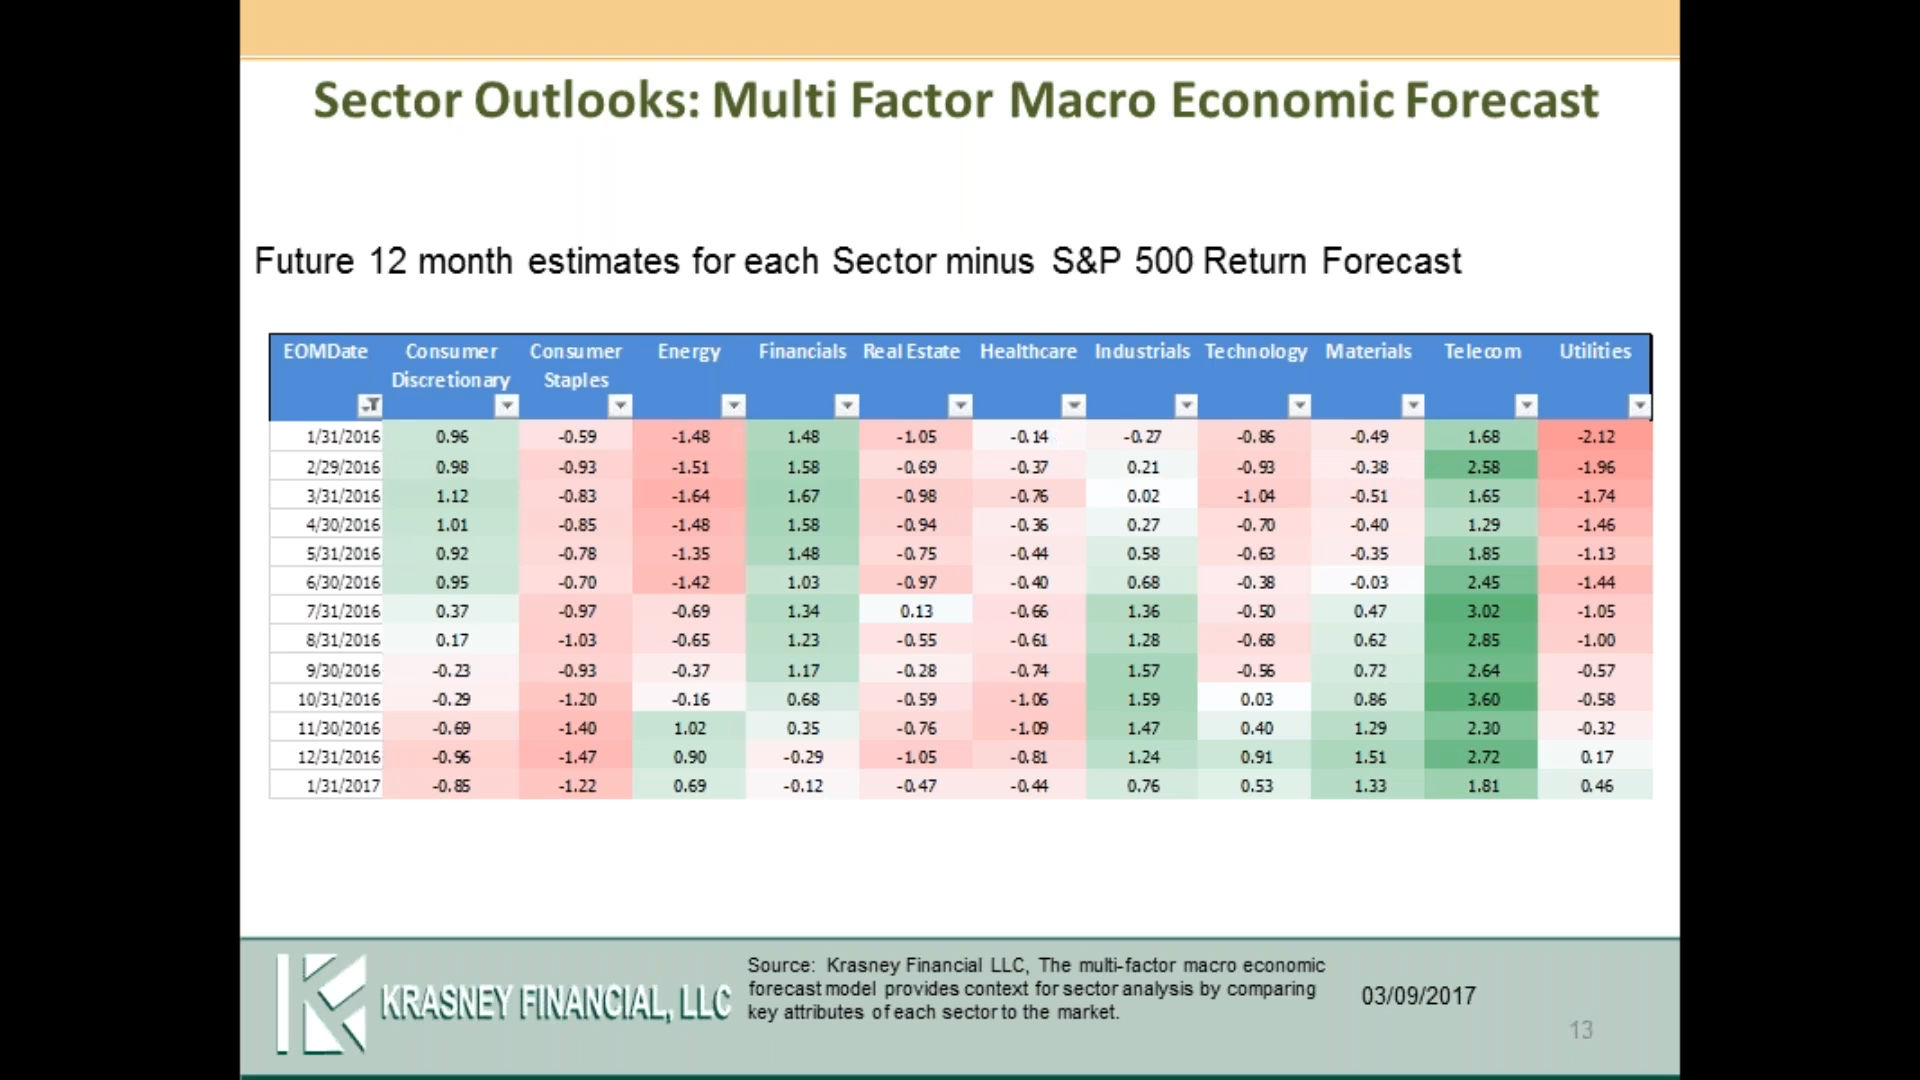 Sector Outlooks: Multi Factor Macro Economic Forecast
Future 12 month estimates for each Sector minus S&P 500 Return Forecast
EOMDate Consumer Discretionary Consumer Staples Energy Financials Real Estate Healthcare Industrials Technology Materials Telecom Utilities
1/31/2016 0.96 -0.59 -1.48 1.48 -1.05 -0.14 -0.27 -0.86 -0.49 1.68 -2.12
2/29/2016 0.98 -0.93 -1.51 1.58 -0.69 -0.37 0.21 -0.93 -0.38 2.58 -1.96
3/31/2016 1.12 -0.83 -1.64 1.67 -0.98 -0.76 0.02 -1.04 -0.51 1.65 -1.74
4/30/2016 1.01 -0.85 -1.48 1.58 -0.94 -0.36 0.27 -0.70 -0.40 1.29 -1.46
5/31/2016 0.92 -0.78 -1.35 1.48 -0.75 -0.44 0.58 -0.63 -0.35 1.85 -1.13
6/30/2016 0.95 -0.70 -1.42 1.03 -0.97 -0.40 0.68 -0.38 -0.03 2.45 -1.44
7/31/2016 0.37 -0.97 -0.69 1.34 0.13 -0.66 1.36 -0.50 0.47 3.02 -1.05
8/31/2016 0.17 -1.03 -0.65 1.23 -0.55 -0.61 1.28 -0.68 0.62 2.85 -1.00
9/30/2016 -0.23 -0.93 -0.37 1.17 -0.28 -0.74 1.57 -0.56 0.72 2.64 -0.57
10/31/2016 -0.29 -1.20 -0.16 0.68 -0.59 -1.06 1.59 0.03 0.86 3.60 -0.58
11/30/2016 -0.69 -1.40 1.02 0.35 -0.76 -1.09 1.47 0.40 1.29 2.30 -0.32
12/31/2016 -0.96 -1.47 0.90 -0.29 -1.05 -0.81 1.24 0.91 1.51 2.72 0.17
1/31/2017 -0.85 -1.22 0.69 -0.12 -0.47 -0.44 0.76 0.53 1.33 1.81 0.46
KRASNEY FINANCIAL, LLC
Source: Krasney Financial LLC, The multi-factor macro economic
forecast model provides context for sector analysis by comparing
key attributes of each sector to the market.
03/09/2017
13